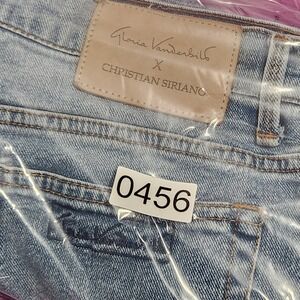 Gloria Vanderbilt
X
CHRISTIAN SIRIANO
0456